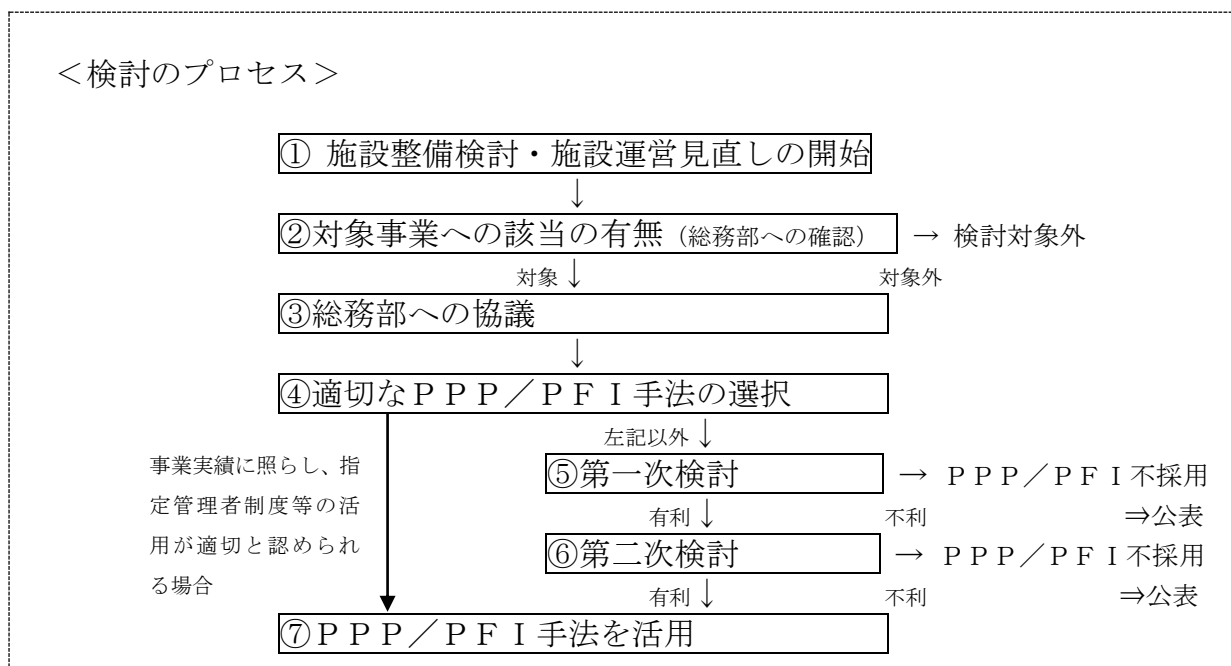 ＜検討のプロセス＞
① 施設整備検討・施設運営見直しの開始
↓
②対象事業への該当の有無（総務部への確認） → 検討対象外
対象 ↓ 対象外
③総務部への協議
↓
④適切なＰＰＰ／ＰＦＩ手法の選択
左記以外 ↓
事業実績に照らし、指
定管理者制度等の活
用が適切と認められ
る場合
⑤第一次検討 → ＰＰＰ／ＰＦＩ不採用
有利 ↓ 不利 ⇒公表
⑥第二次検討 → ＰＰＰ／ＰＦＩ不採用
有利 ↓ 不利 ⇒公表
⑦ＰＰＰ／ＰＦＩ手法を活用